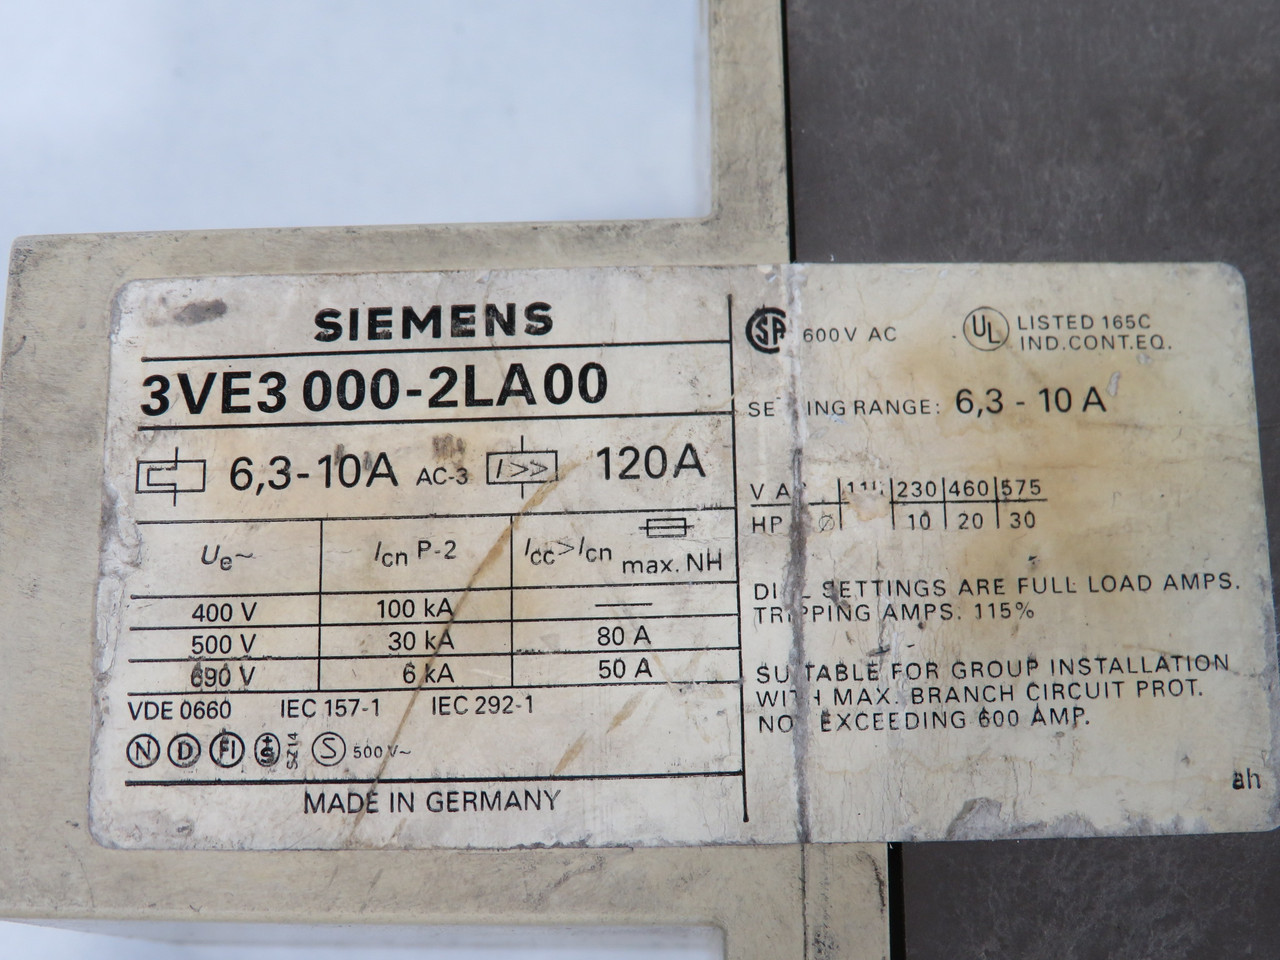 SIEMENS
3VE3 000-2LA00
6,3-10A AC-3 I>> 120A
Ue~ Icn P-2 Icc>Icn max. NH
400 V 100 kA —
500 V 30 kA 80 A
690 V 6 kA 50 A
VDE 0660 IEC 157-1 IEC 292-1
N D FI S SZ14 S 500 V~
MADE IN GERMANY
SA 600 V AC UL LISTED 165C
IND.CONT.EQ.
RANGE: 6,3 - 10 A
V 230 460 575
HP 10 20 30
SETTINGS ARE FULL LOAD AMPS.
AMPS. 115%
FOR GROUP INSTALLATION
MAX. BRANCH CIRCUIT PROT.
EXCEEDING 600 AMP.
ah